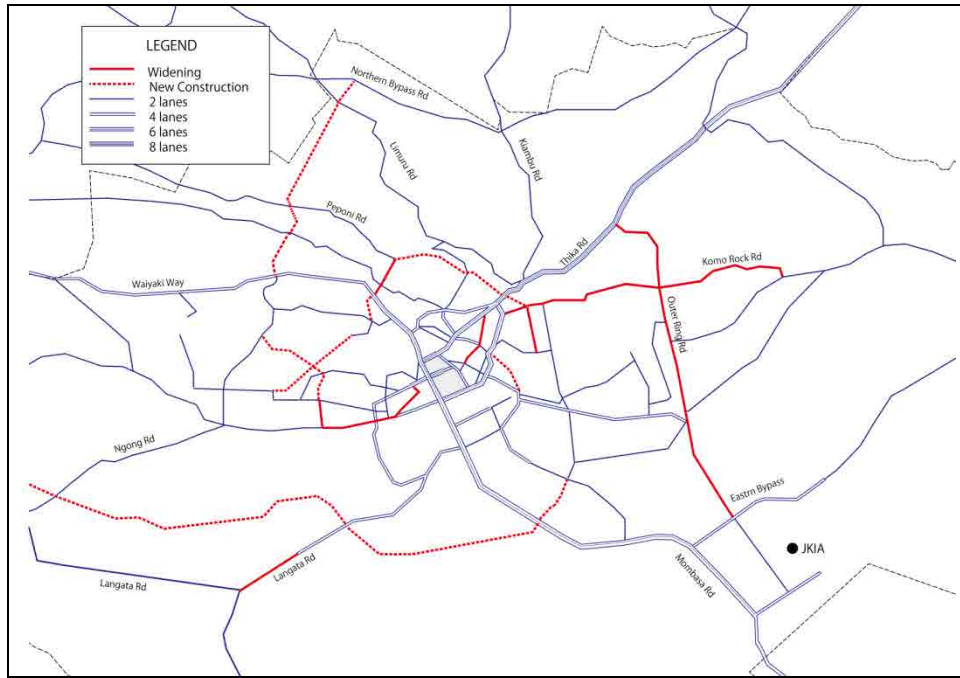 LEGEND
Widening
New Construction
2 lanes
4 lanes
6 lanes
8 lanes
Northern Bypass Rd
Limuru Rd
Kiambu Rd
Peponi Rd
Thika Rd
Komo Rock Rd
Waiyaki Way
Outer Ring Rd
Ngong Rd
Eastrn Bypass
JKIA
Langata Rd
Langata Rd
Mombasa Rd